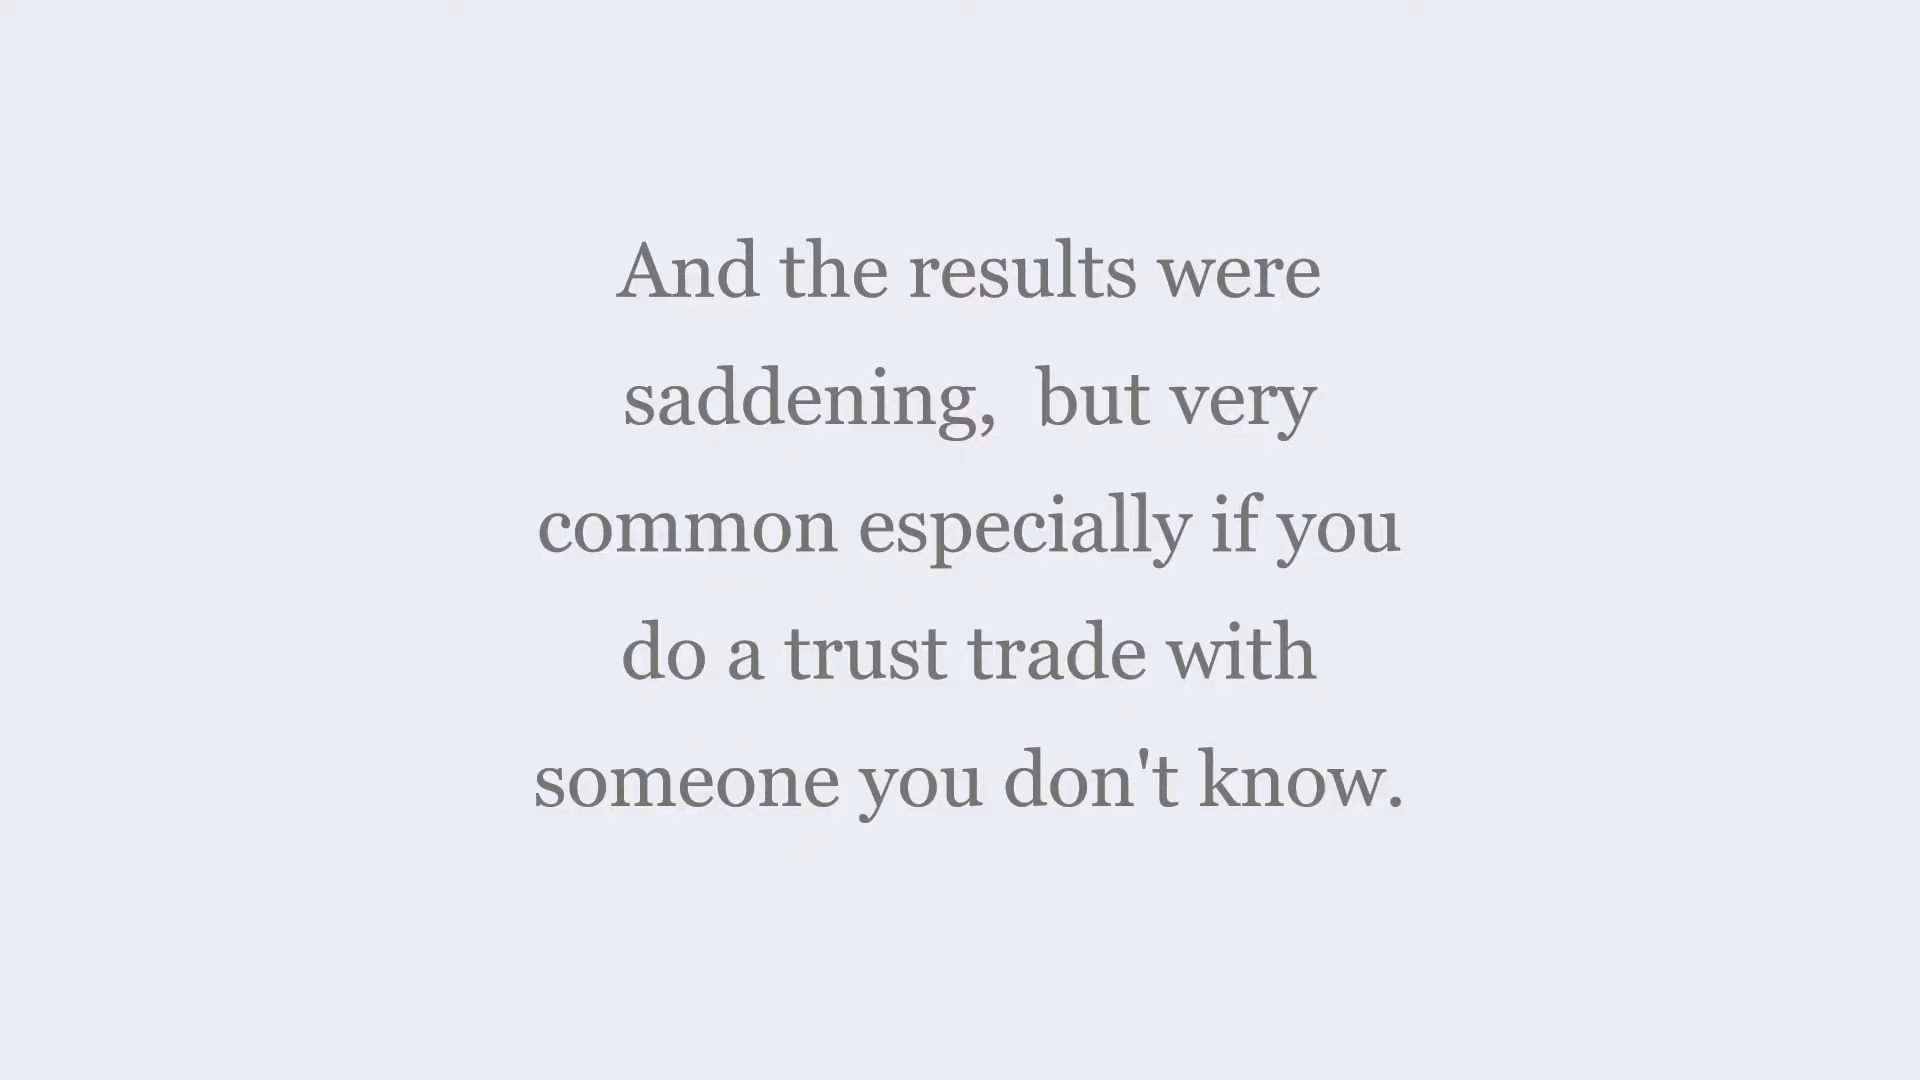 And the results were
saddening,  but very
common especially if you
do a trust trade with
someone you don't know.